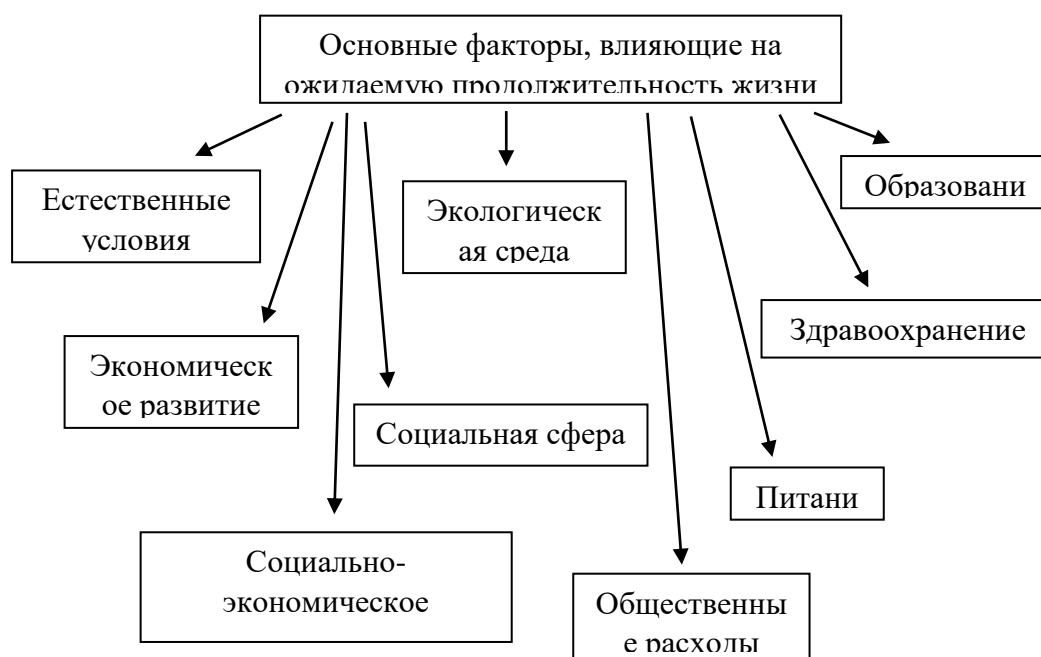 Основные факторы, влияющие на
ожидаемую продолжительность жизни
Естественные
условия
Экологическ
ая среда
Образовани
Здравоохранение
Экономическ
ое развитие
Социальная сфера
Питани
Социально-
экономическое
Общественны
е расходы